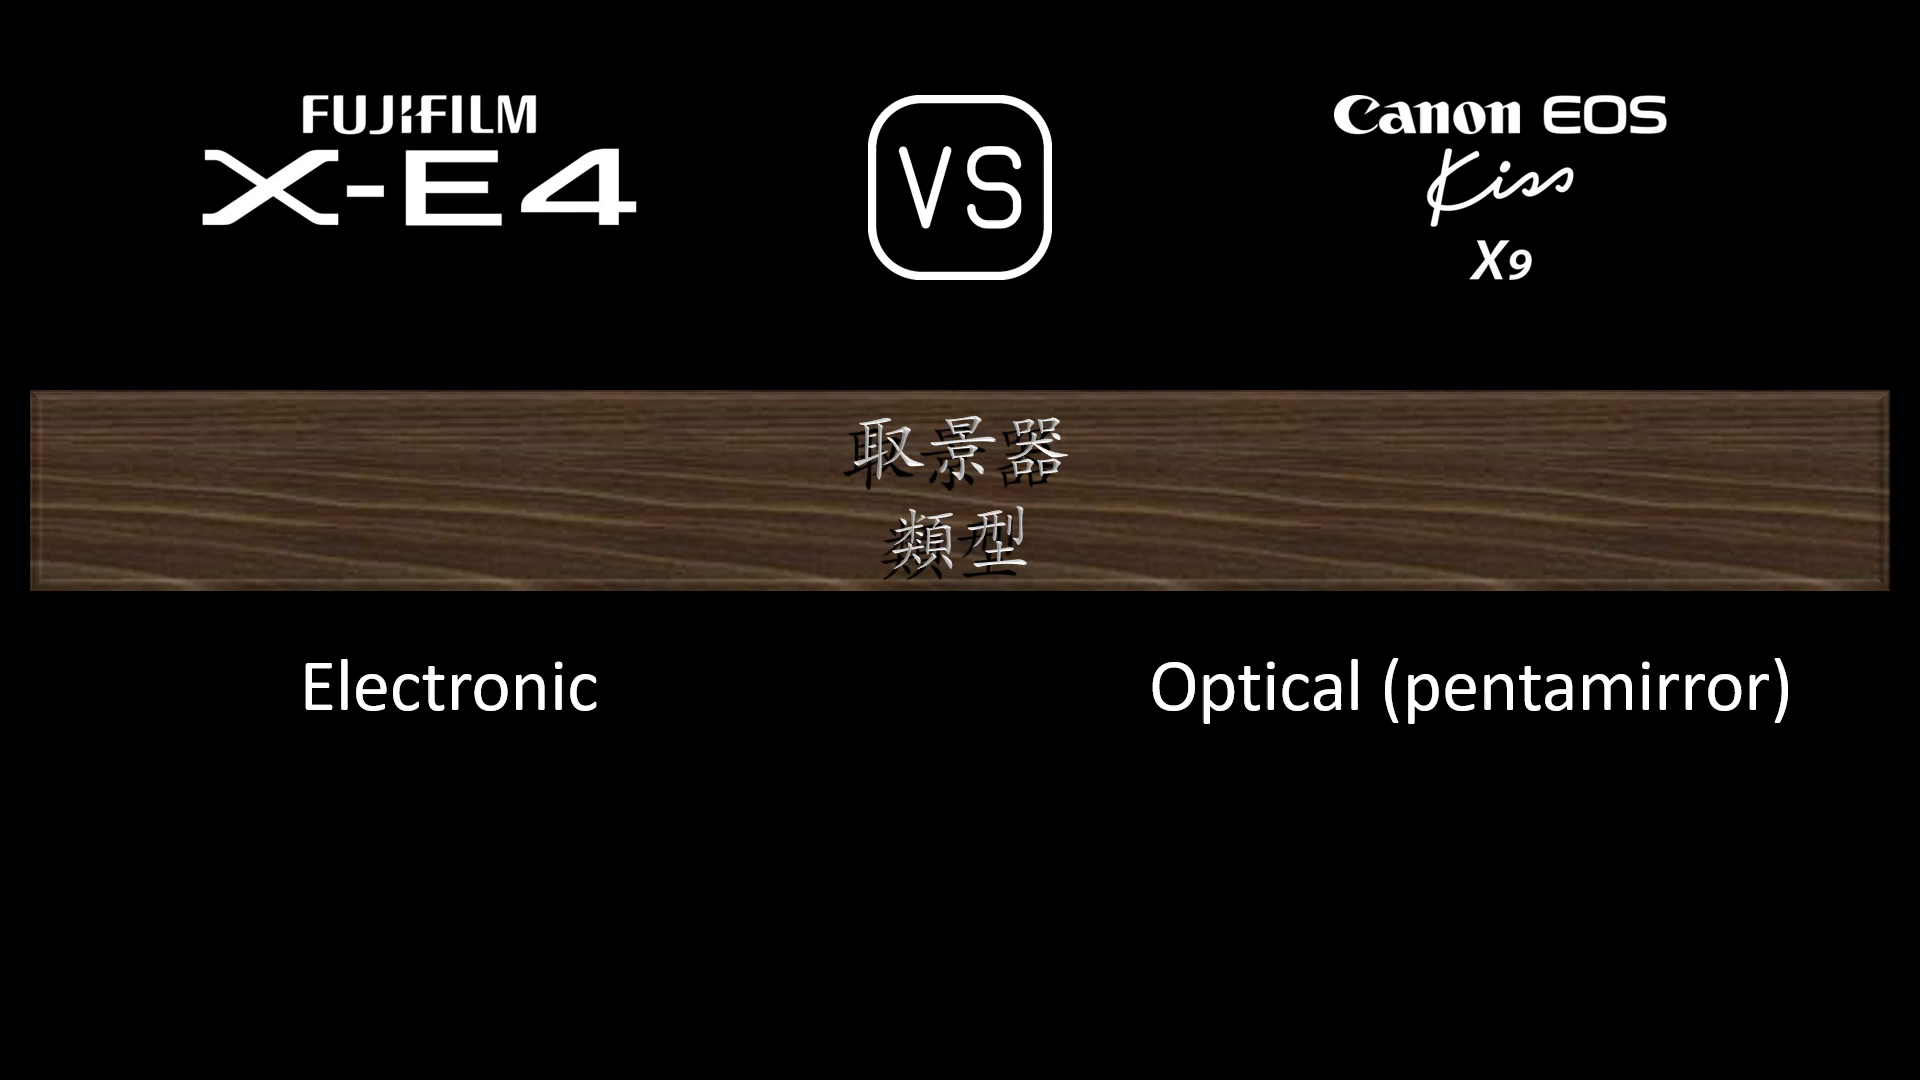 FUJIFILM
X-E4
VS
Canon EOS
Kiss
X9
取景器
類型
Electronic
Optical (pentamirror)